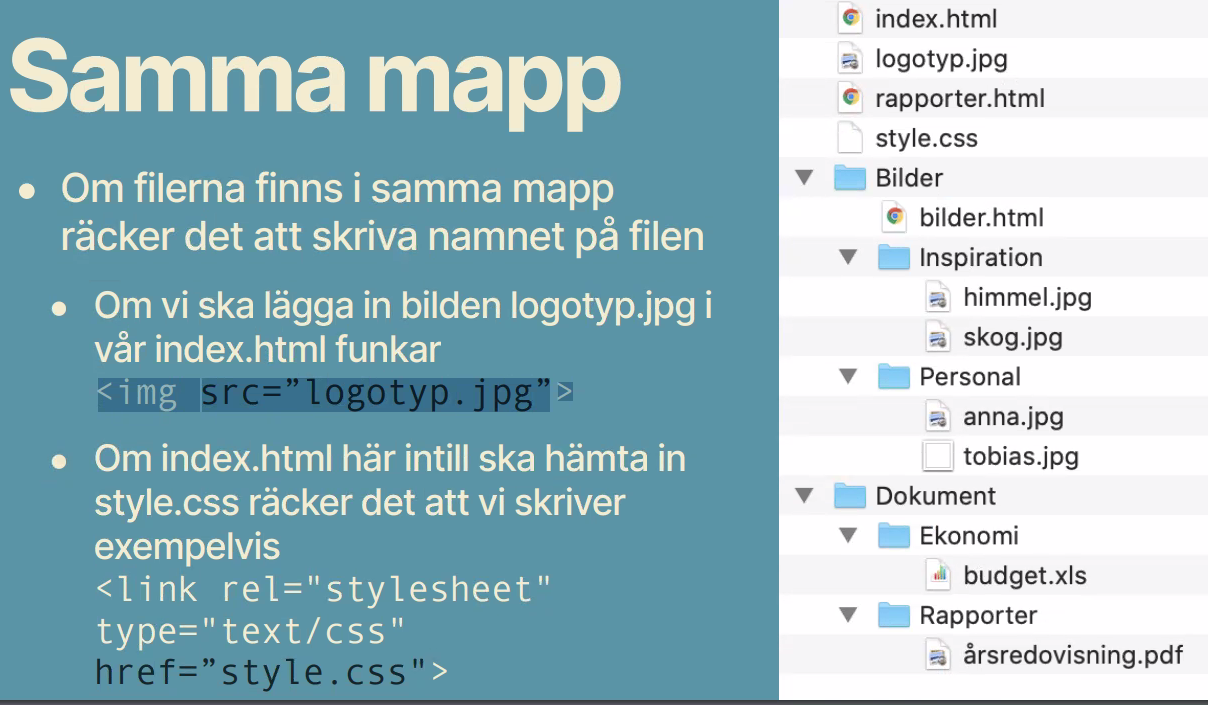 Samma mapp
• Om filerna finns i samma mapp
räcker det att skriva namnet på filen
• Om vi ska lägga in bilden logotyp.jpg i
vår index.html funkar
<img src=”logotyp.jpg”>
• Om index.html här intill ska hämta in
style.css räcker det att vi skriver
exempelvis
<link rel="stylesheet"
type="text/css"
href=”style.css">
index.html
logotyp.jpg
rapporter.html
style.css
Bilder
bilder.html
Inspiration
himmel.jpg
skog.jpg
Personal
anna.jpg
tobias.jpg
Dokument
Ekonomi
budget.xls
Rapporter
årsredovisning.pdf